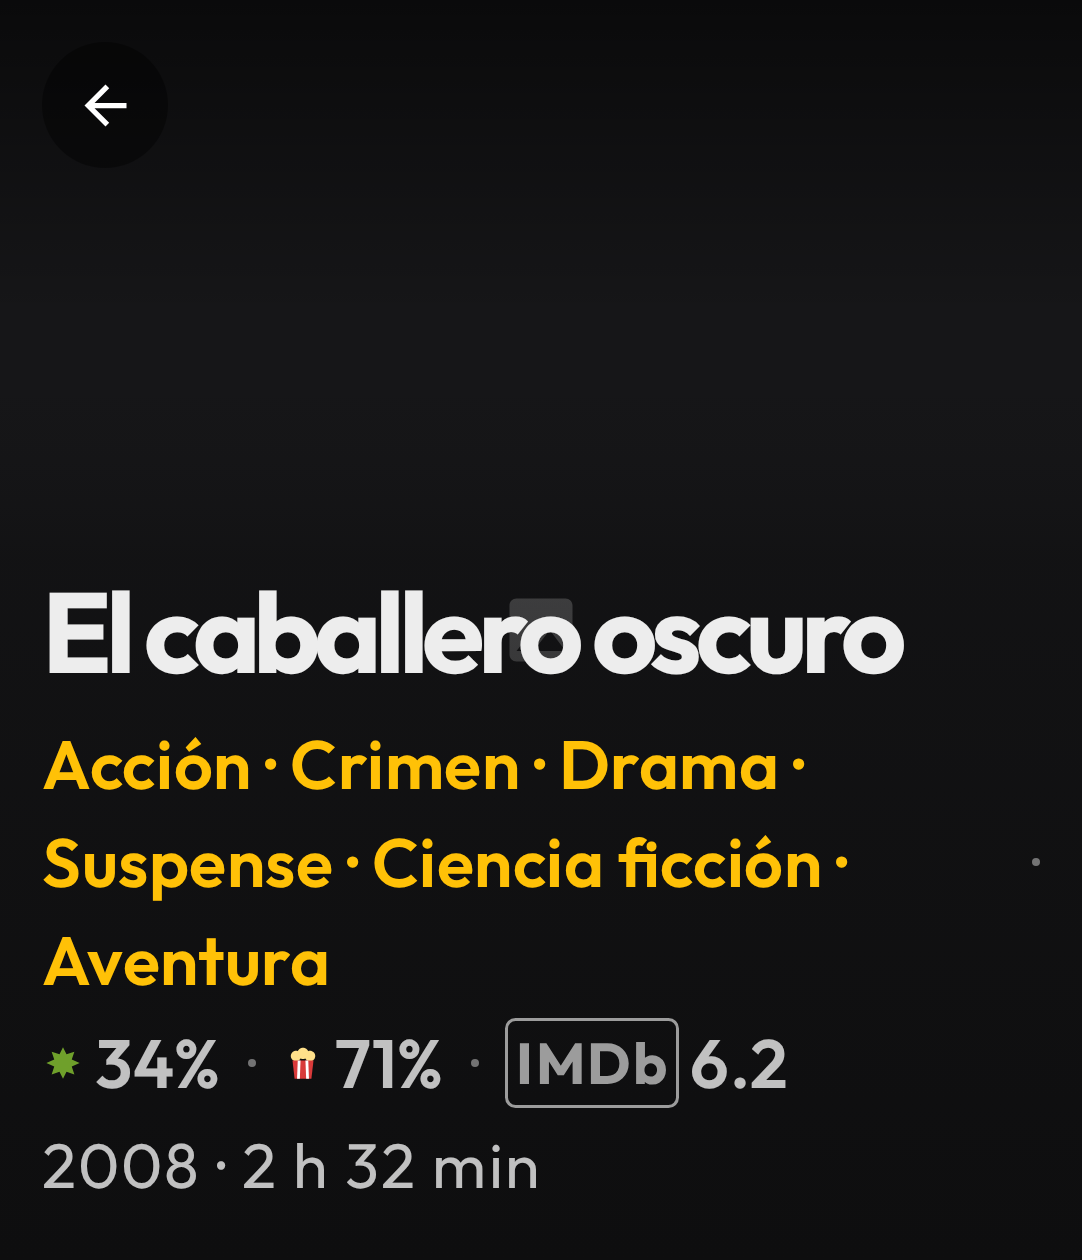 El caballero oscuro
Acción · Crimen · Drama ·
Suspense · Ciencia ficción · ·
Aventura
34% · 71% · IMDb 6.2
2008 · 2 h 32 min